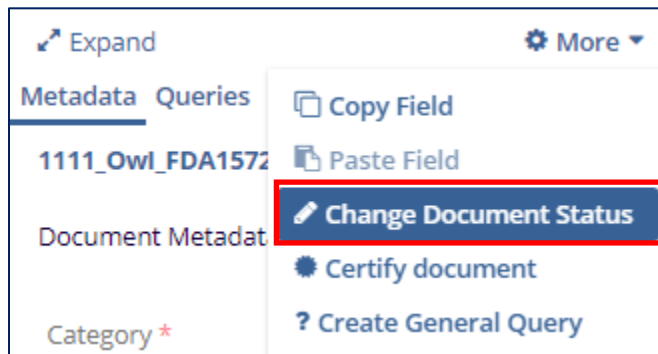 Expand
More
Metadata Queries
Copy Field
1111_Owl_FDA1572
Paste Field
Change Document Status
Document Metadat
Certify document
Category *
? Create General Query